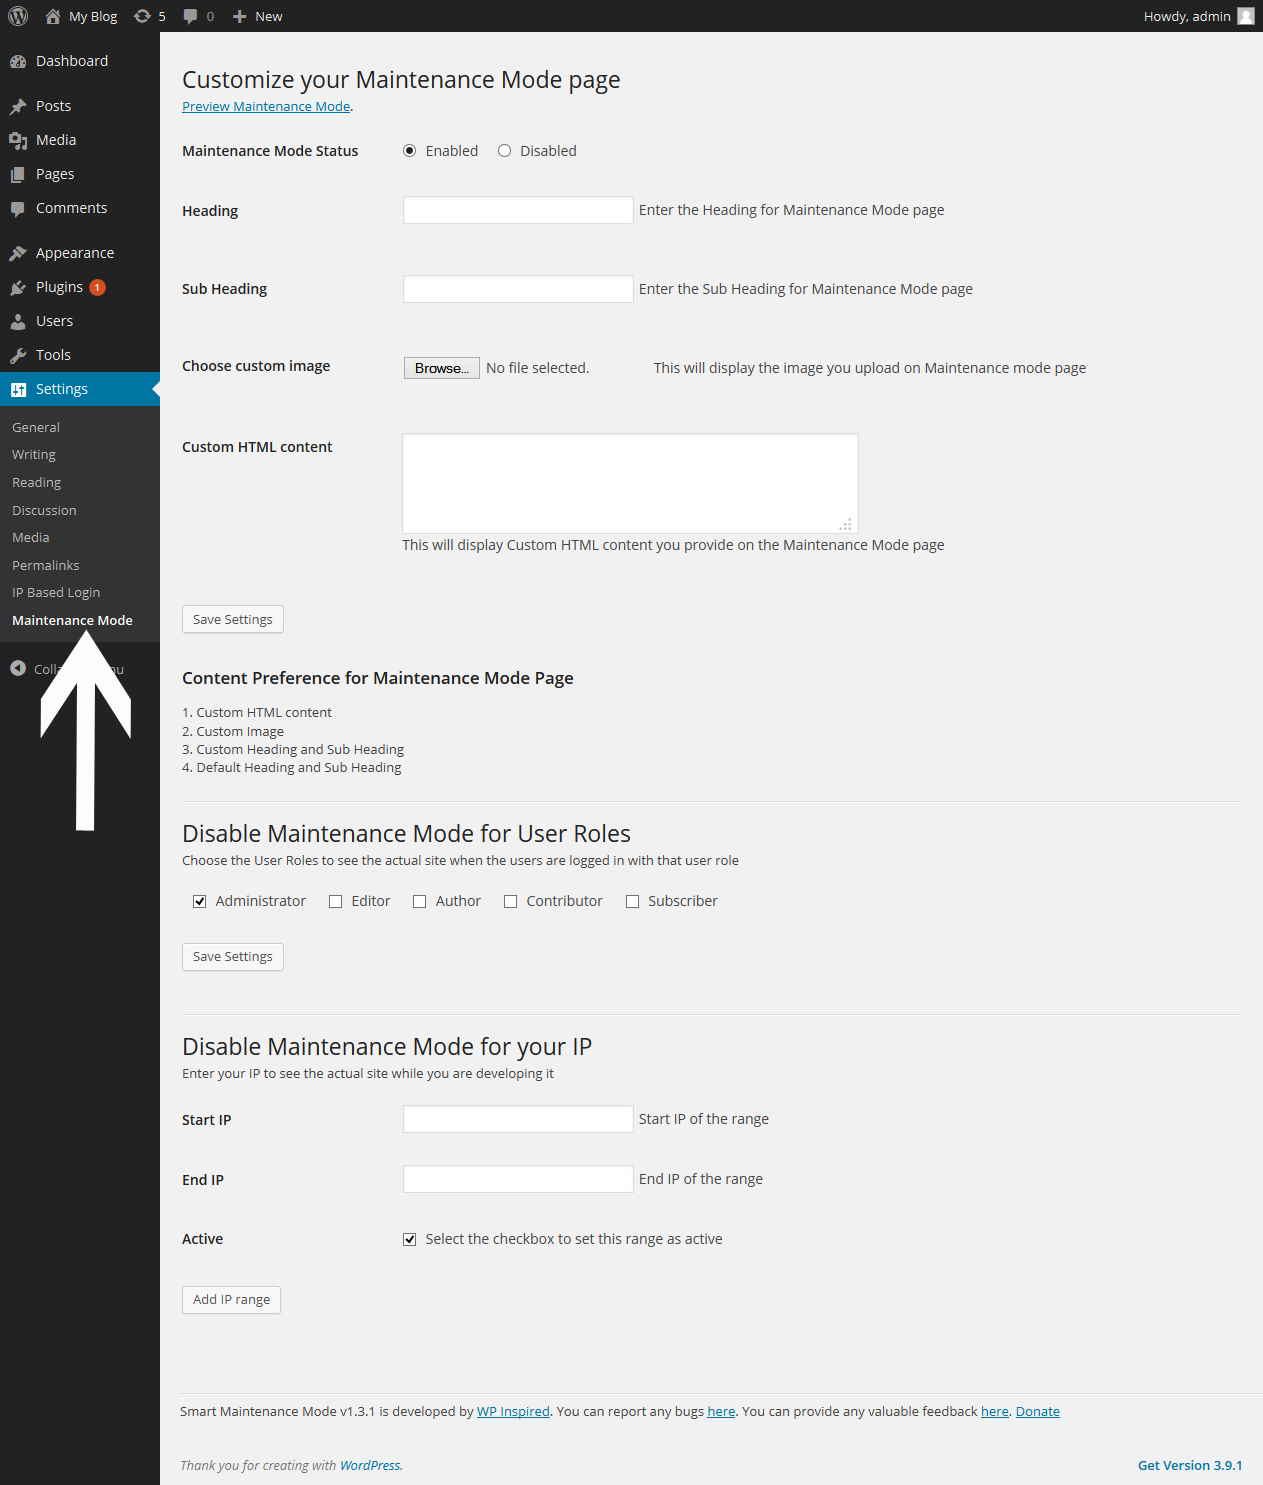 My Blog 5 0 New Howdy, admin
Dashboard
Posts
Media
Pages
Comments
Appearance
Plugins 1
Users
Tools
Settings
General
Writing
Reading
Discussion
Media
Permalinks
IP Based Login
Maintenance Mode
Customize your Maintenance Mode page
Preview Maintenance Mode.
Maintenance Mode Status Enabled Disabled
Heading Enter the Heading for Maintenance Mode page
Sub Heading Enter the Sub Heading for Maintenance Mode page
Choose custom image Browse... No file selected. This will display the image you upload on Maintenance mode page
Custom HTML content
This will display Custom HTML content you provide on the Maintenance Mode page
Save Settings
Content Preference for Maintenance Mode Page
1. Custom HTML content
2. Custom Image
3. Custom Heading and Sub Heading
4. Default Heading and Sub Heading
Disable Maintenance Mode for User Roles
Choose the User Roles to see the actual site when the users are logged in with that user role
Administrator Editor Author Contributor Subscriber
Save Settings
Disable Maintenance Mode for your IP
Enter your IP to see the actual site while you are developing it
Start IP Start IP of the range
End IP End IP of the range
Active Select the checkbox to set this range as active
Add IP range
Smart Maintenance Mode v1.3.1 is developed by WP Inspired. You can report any bugs here. You can provide any valuable feedback here. Donate
Thank you for creating with WordPress. Get Version 3.9.1